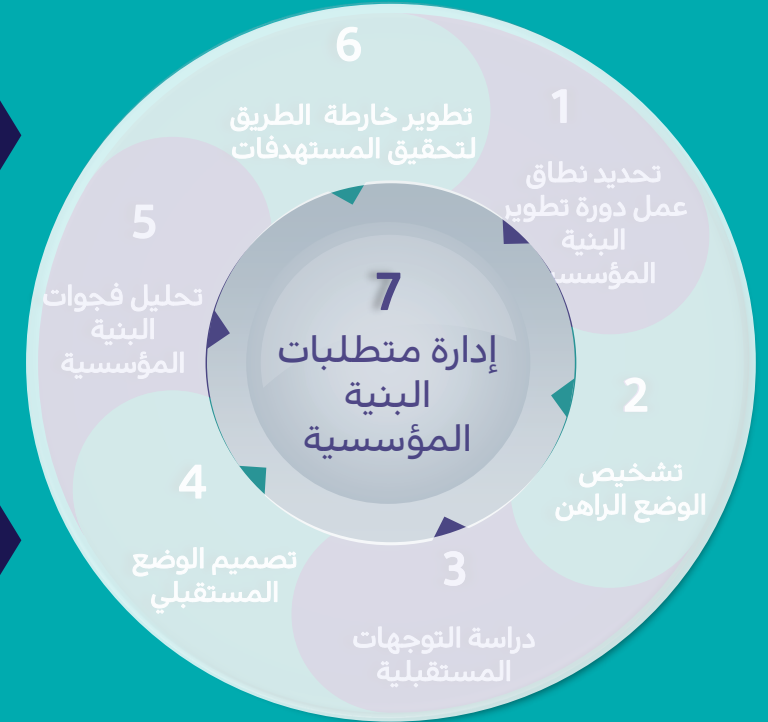 6
تطوير خارطة الطريق
لتحقيق المستهدفات
1
تحديد نطاق
عمل دورة تطوير
البنية
2
تشخيص
الوضع الراهن
3
دراسة التوجهات
المستقبلية
4
تصميم الوضع
المستقبلي
5
تحليل فجوات
البنية
المؤسسية
7
إدارة متطلبات
البنية
المؤسسية